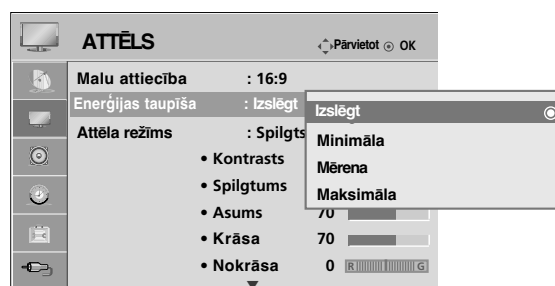 ATTĒLS Pārvietot OK
Malu attiecība : 16:9
Enerģijas taupīša : Izslēgt
Attēla režīms : Spilgts
• Kontrasts
• Spilgtums
• Asums 70
• Krāsa 70
• Nokrāsa 0 R G
Izslēgt
Minimāla
Mērena
Maksimāla